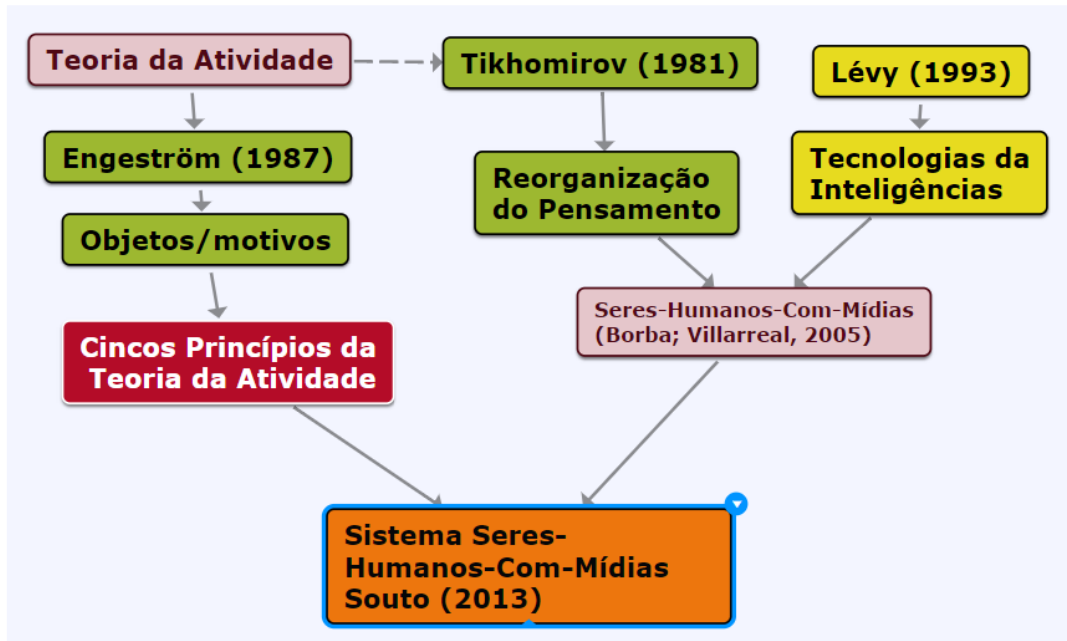 Teoria da Atividade
Tikhomirov (1981)
Lévy (1993)
Engeström (1987)
Reorganização
do Pensamento
Tecnologias da
Inteligências
Objetos/motivos
Seres-Humanos-Com-Mídias
(Borba; Villarreal, 2005)
Cincos Princípios da
Teoria da Atividade
Sistema Seres-
Humanos-Com-Mídias
Souto (2013)